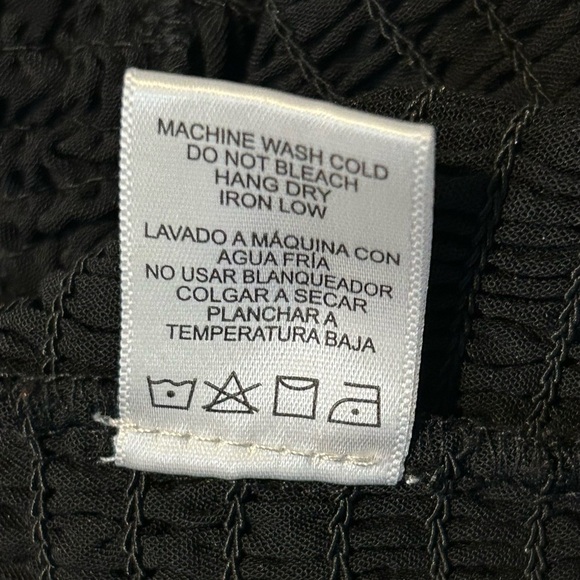 MACHINE WASH COLD
DO NOT BLEACH
HANG DRY
IRON LOW
LAVADO A MÁQUINA CON
AGUA FRÍA
NO USAR BLANQUEADOR
COLGAR A SECAR
PLANCHAR A
TEMPERATURA BAJA